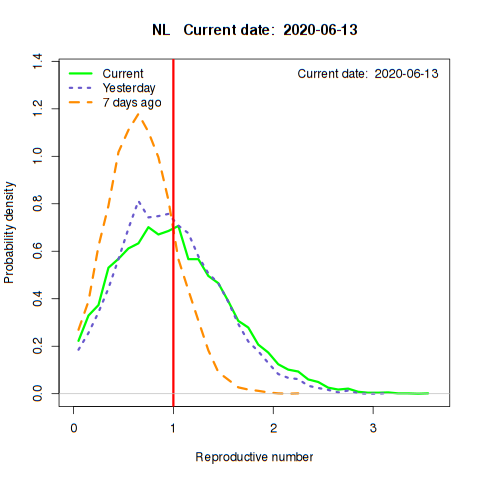 NL   Current date:  2020-06-13
Current date:  2020-06-13
Current
Yesterday
7 days ago
Probability density
1.4
1.2
1.0
0.8
0.6
0.4
0.2
0.0
0 1 2 3
Reproductive number